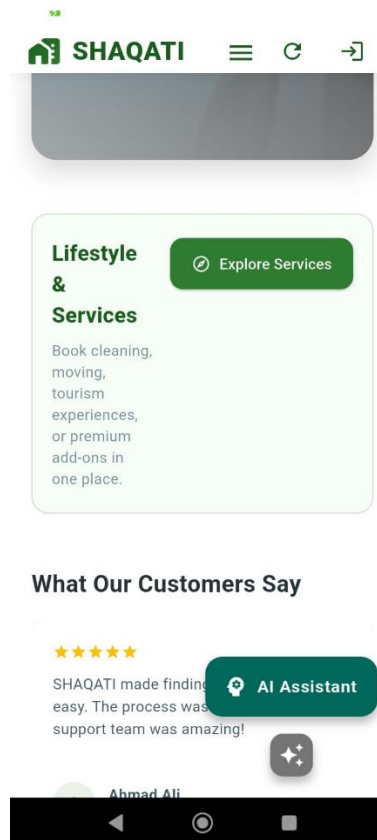 SHAQATI
Lifestyle
&
Services
Explore Services
Book cleaning,
moving,
tourism
experiences,
or premium
add-ons in
one place.
What Our Customers Say
SHAQATI made finding
easy. The process was
support team was amazing!
AI Assistant
Ahmad Ali